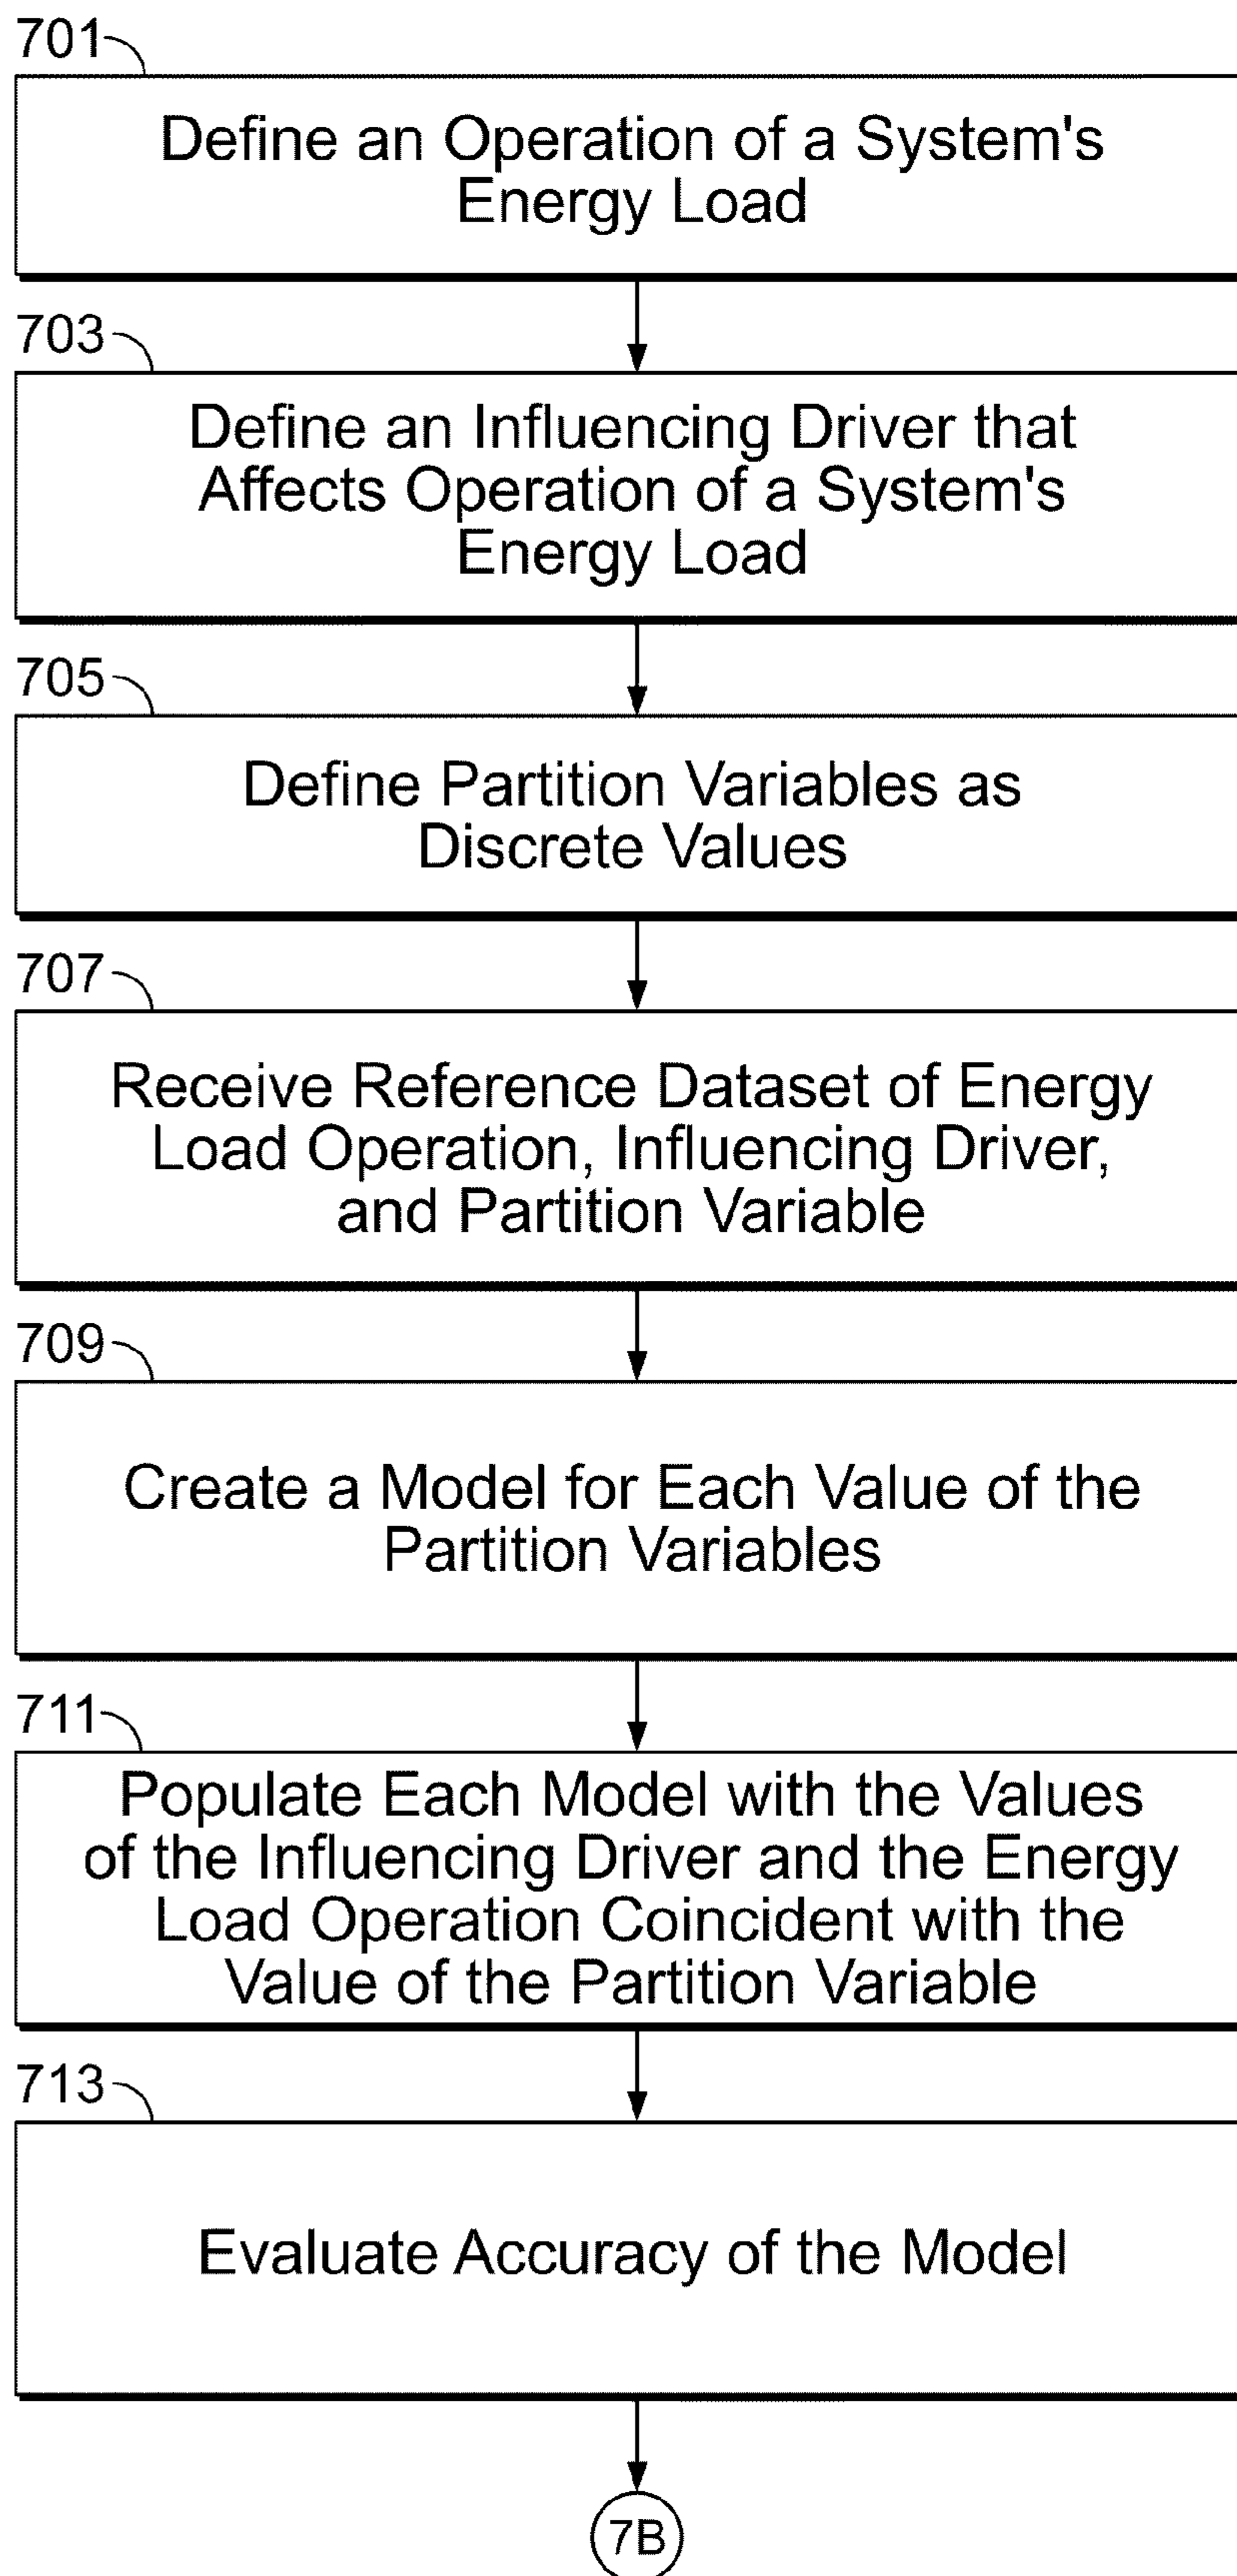 701
Define an Operation of a System's
Energy Load
703
Define an Influencing Driver that
Affects Operation of a System's
Energy Load
705
Define Partition Variables as
Discrete Values
707
Receive Reference Dataset of Energy
Load Operation, Influencing Driver,
and Partition Variable
709
Create a Model for Each Value of the
Partition Variables
711
Populate Each Model with the Values
of the Influencing Driver and the Energy
Load Operation Coincident with the
Value of the Partition Variable
713
Evaluate Accuracy of the Model
7B